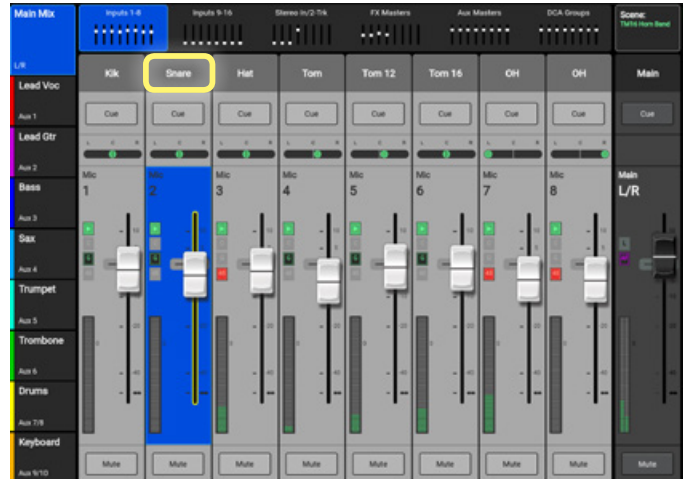 Main Mix
L/R
Inputs 1-8
Inputs 9-16
Stereo In/2-Trk
FX Masters
Aux Masters
DCA Groups
Scene:
TM16 Horn Band
Kik
Snare
Hat
Tom
Tom 12
Tom 16
OH
OH
Main
Cue
Cue
Cue
Cue
Cue
Cue
Cue
Cue
Cue
Lead Voc
Aux 1
Lead Gtr
Aux 2
Bass
Aux 3
Sax
Aux 4
Trumpet
Aux 5
Trombone
Aux 6
Drums
Aux 7/8
Keyboard
Aux 9/10
Mic
1
Mic
2
Mic
3
Mic
4
Mic
5
Mic
6
Mic
7
Mic
8
Main
L/R
Mute
Mute
Mute
Mute
Mute
Mute
Mute
Mute
Mute